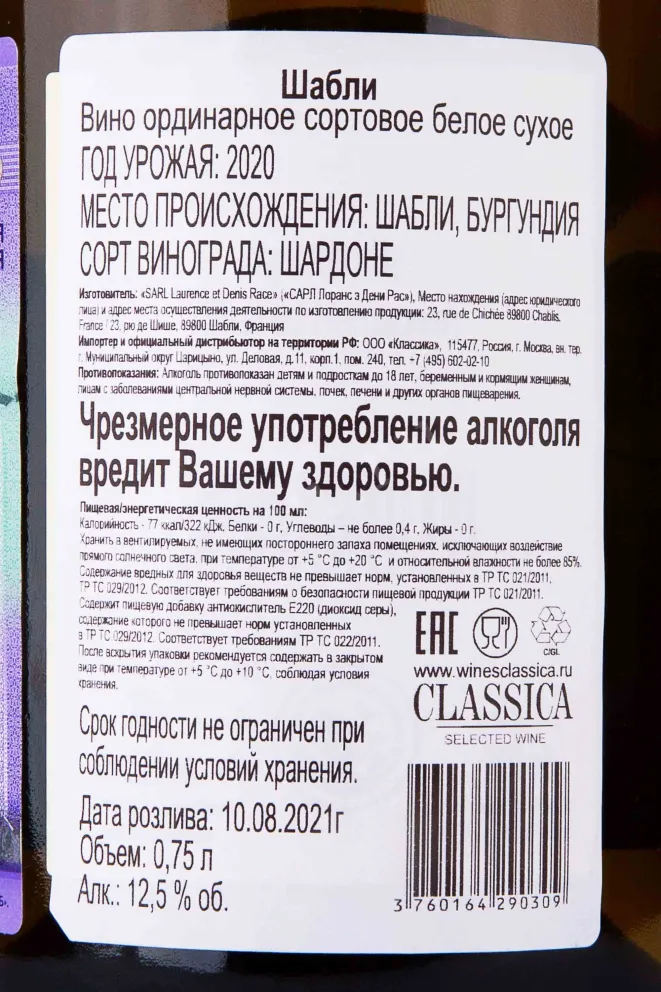 Шабли
Вино ординарное сортовое белое сухое
ГОД УРОЖАЯ: 2020
МЕСТО ПРОИСХОЖДЕНИЯ: ШАБЛИ, БУРГУНДИЯ
СОРТ ВИНОГРАДА: ШАРДОНЕ
Изготовитель: «SARL Laurence et Denis Race» («САРЛ Лоранс э Дени Рас»), Место нахождения (адрес юридического
лица) и адрес места осуществления деятельности по изготовлению продукции: 23, rue de Chichée 89800 Chablis,
France / 23, рю де Шише, 89800 Шабли, Франция
Импортер и официальный дистрибьютор на территории РФ: ООО «Классика», 115477, Россия, г. Москва, вн. тер.
г. Муниципальный округ Царицыно, ул. Деловая, д.11, корп.1, пом. 240, тел. +7 (495) 602-02-10
Противопоказания: Алкоголь противопоказан детям и подросткам до 18 лет, беременным и кормящим женщинам,
лицам с заболеваниями центральной нервной системы, почек, печени и других органов пищеварения.
Чрезмерное употребление алкоголя
вредит Вашему здоровью.
Пищевая/энергетическая ценность на 100 мл:
Калорийность - 77 ккал/322 кДж, Белки - 0 г, Углеводы – не более 0,4 г, Жиры - 0 г.
Хранить в вентилируемых, не имеющих постороннего запаха помещениях, исключающих воздействие
прямого солнечного света, при температуре от +5 °С до +20 °С и относительной влажности не более 85%.
Содержание вредных для здоровья веществ не превышает норм, установленных в ТР ТС 021/2011,
ТР ТС 029/2012. Соответствует требованиям о безопасности пищевой продукции ТР ТС 021/2011.
Содержит пищевую добавку антиокислитель Е220 (диоксид серы),
содержание которого не превышает норм установленных
в ТР ТС 029/2012. Соответствует требованиям ТР ТС 022/2011.
После вскрытия упаковки рекомендуется содержать в закрытом
виде при температуре от +5 °С до +10 °С, соблюдая условия
хранения.
EAC
C/GL
www.winesclassica.ru
CLASSICA
SELECTED WINE
Срок годности не ограничен при
соблюдении условий хранения.
Дата розлива: 10.08.2021г
Объем: 0,75 л
Алк.: 12,5 % об.
3 760164 290309